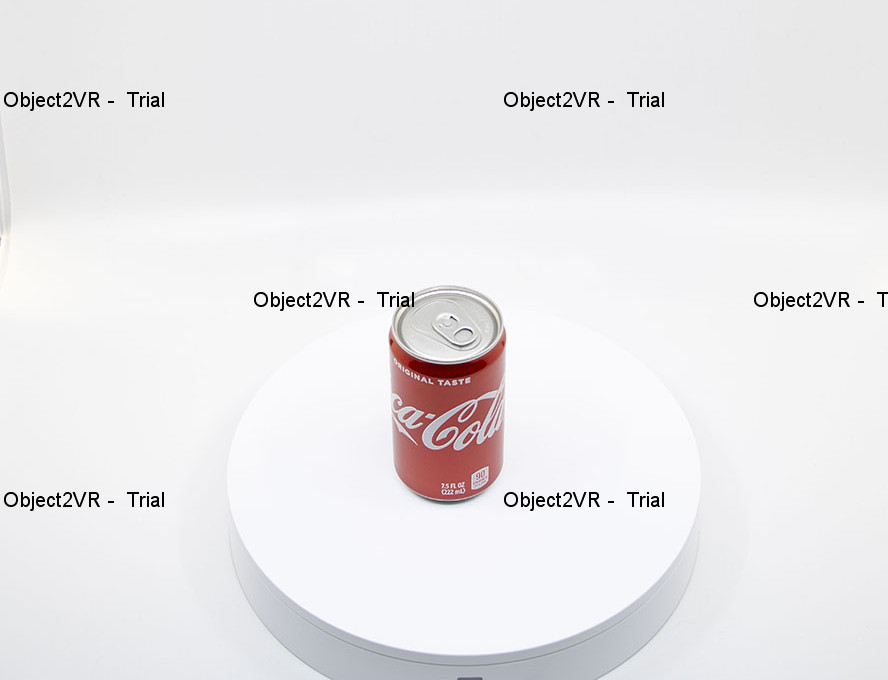 Object2VR - Trial
Object2VR - Trial
Object2VR - Trial
Object2VR - T
ORIGINAL TASTE
ca-Cola
90
7.5 FL OZ
(222 mL)
Object2VR - Trial
Object2VR - Trial